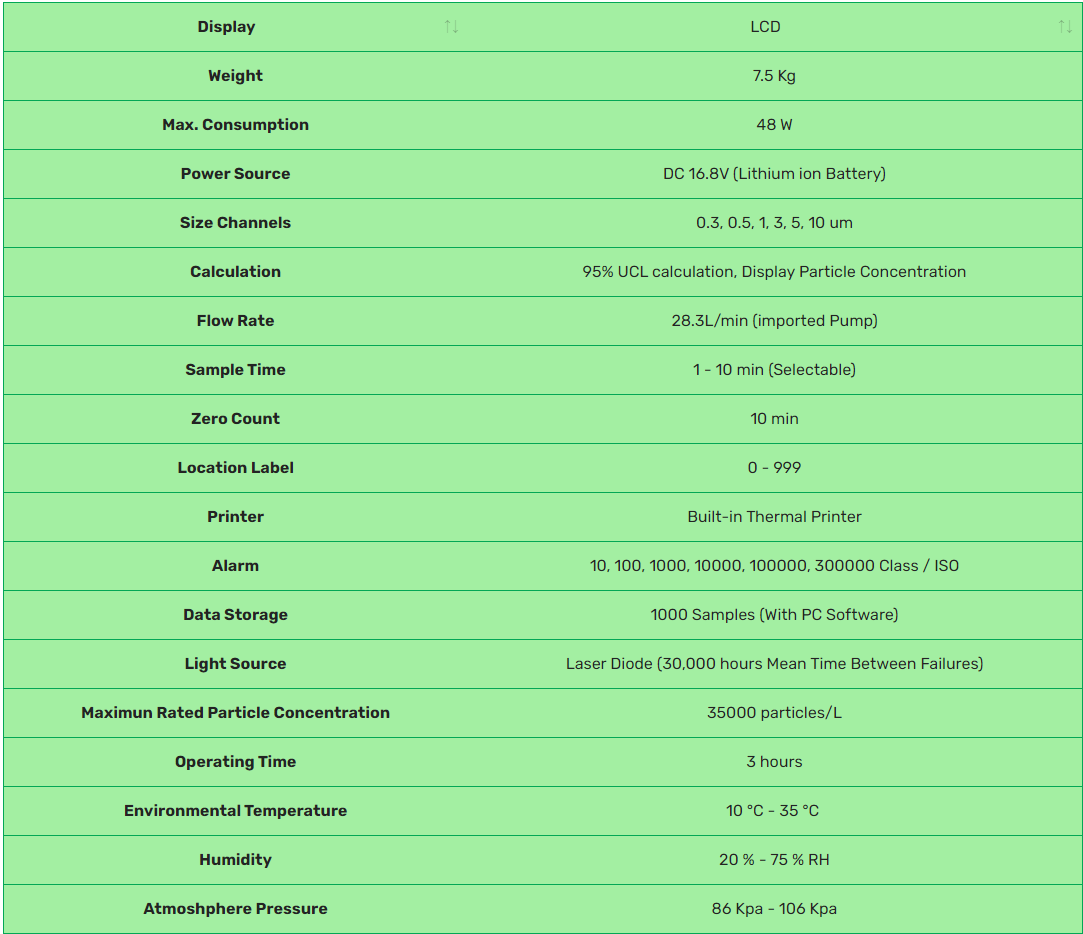 Display LCD
Weight 7.5 Kg
Max. Consumption 48 W
Power Source DC 16.8V (Lithium ion Battery)
Size Channels 0.3, 0.5, 1, 3, 5, 10 um
Calculation 95% UCL calculation, Display Particle Concentration
Flow Rate 28.3L/min (imported Pump)
Sample Time 1 - 10 min (Selectable)
Zero Count 10 min
Location Label 0 - 999
Printer Built-in Thermal Printer
Alarm 10, 100, 1000, 10000, 100000, 300000 Class / ISO
Data Storage 1000 Samples (With PC Software)
Light Source Laser Diode (30,000 hours Mean Time Between Failures)
Maximun Rated Particle Concentration 35000 particles/L
Operating Time 3 hours
Environmental Temperature 10 °C - 35 °C
Humidity 20 % - 75 % RH
Atmoshphere Pressure 86 Kpa - 106 Kpa